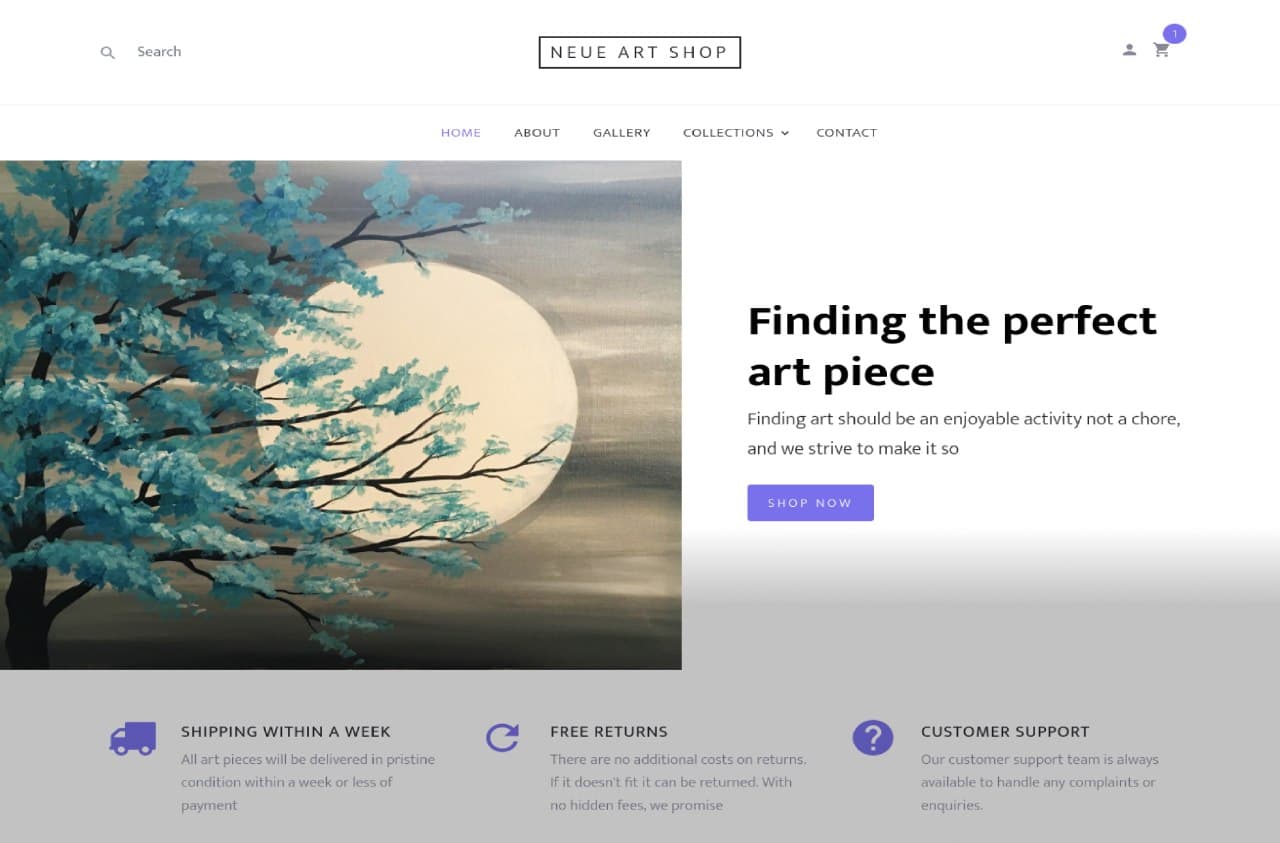 Search
NEUE ART SHOP
1
HOME
ABOUT
GALLERY
COLLECTIONS
CONTACT
Finding the perfect
art piece
Finding art should be an enjoyable activity not a chore,
and we strive to make it so
SHOP NOW
SHIPPING WITHIN A WEEK
All art pieces will be delivered in pristine
condition within a week or less of
payment
FREE RETURNS
There are no additional costs on returns.
If it doesn't fit it can be returned. With
no hidden fees, we promise
CUSTOMER SUPPORT
Our customer support team is always
available to handle any complaints or
enquiries.